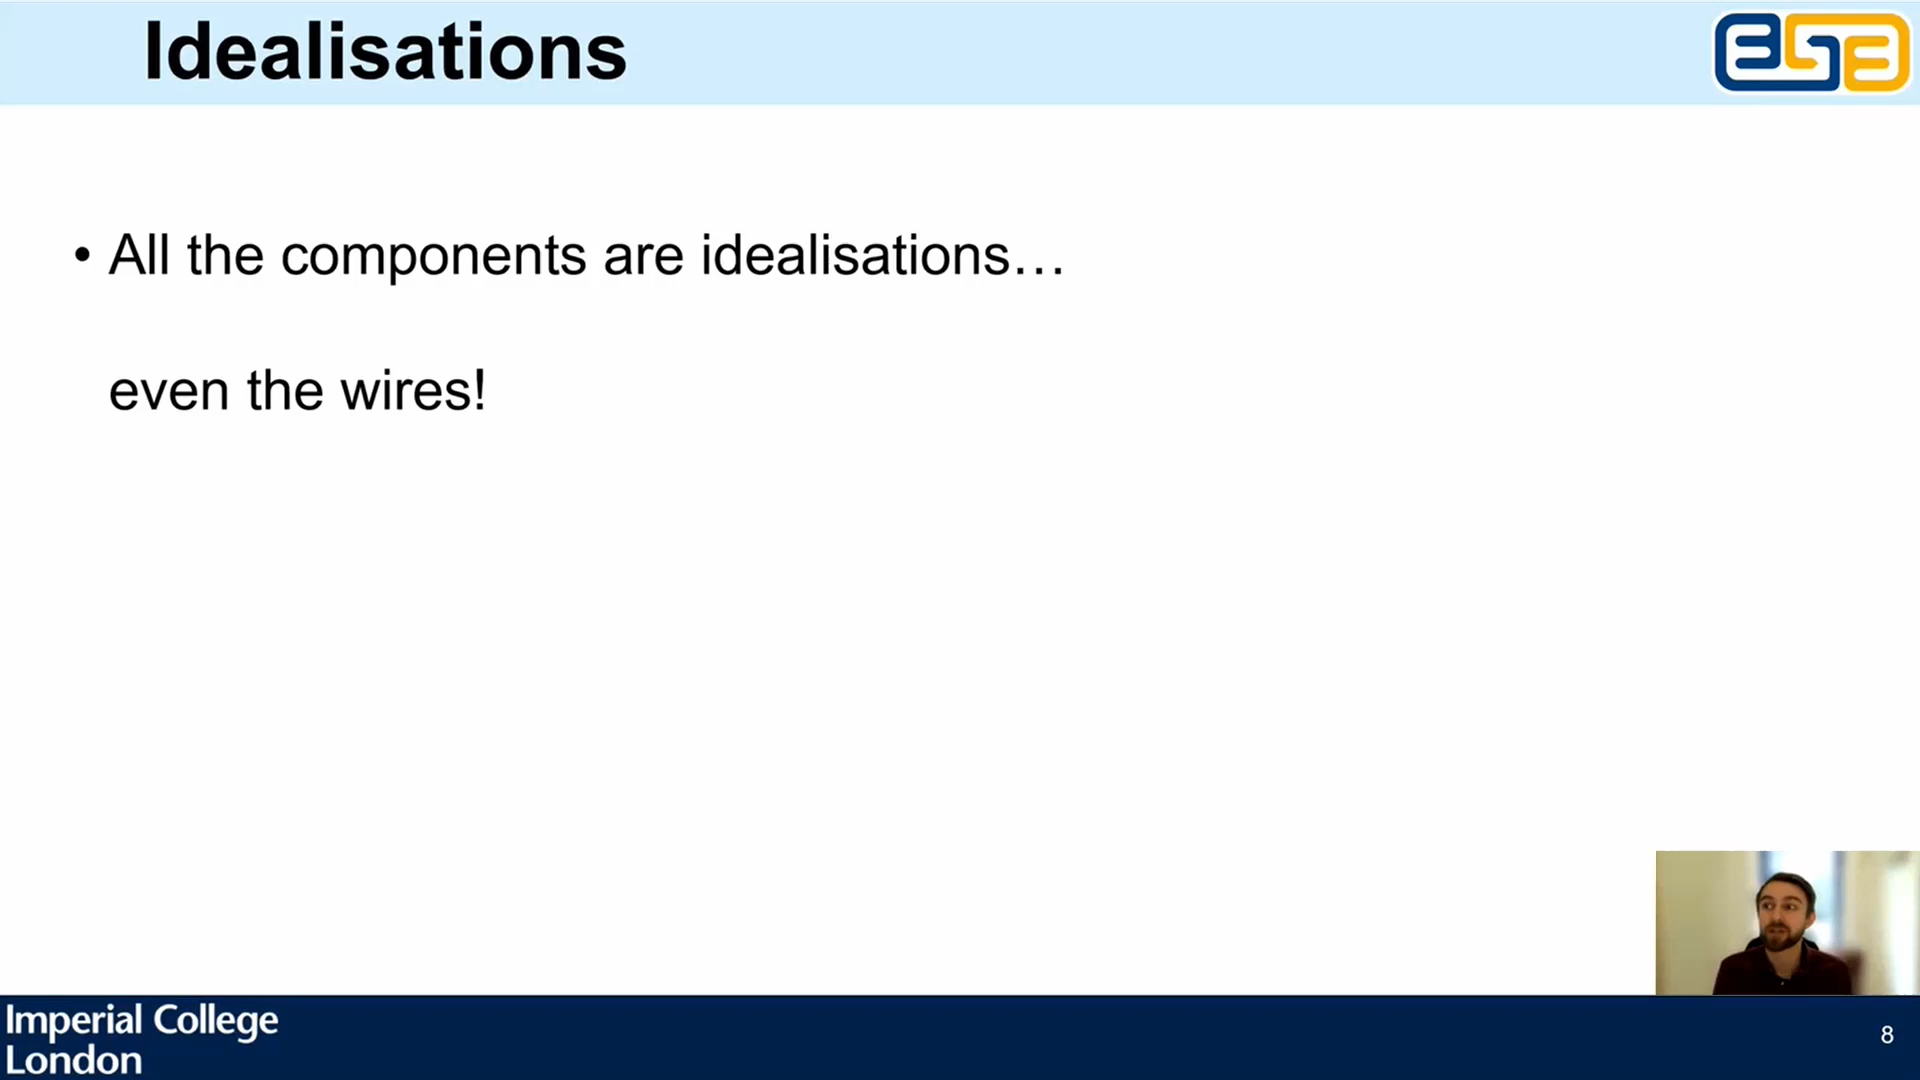 Idealisations
• All the components are idealisations…
even the wires!
Imperial College
London
8